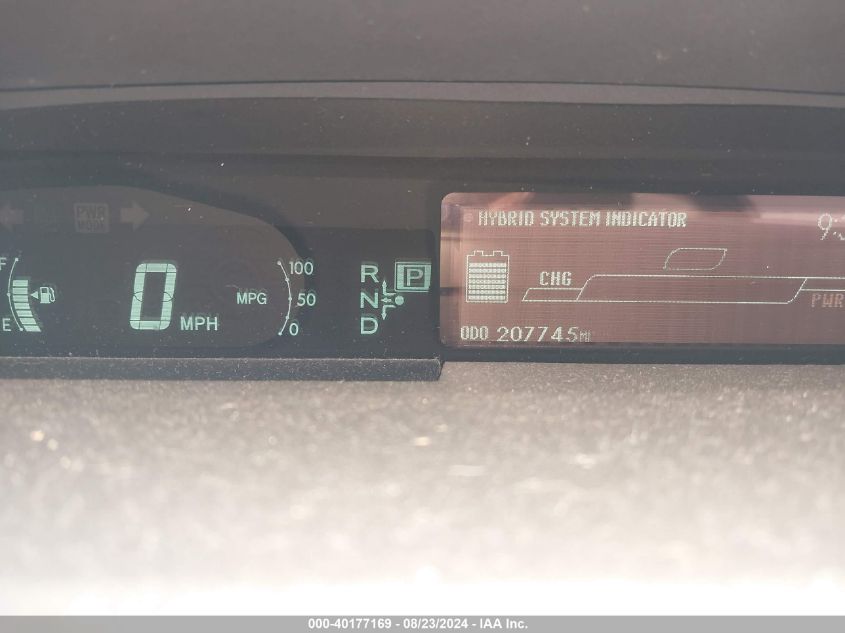 PWR
MODE
HYBRID SYSTEM INDICATOR
9:
F
E
0
MPH
MPG
100
50
0
R
N
D
P
CHG
PWR
ODO 207745MI
000-40177169 - 08/23/2024 - IAA Inc.